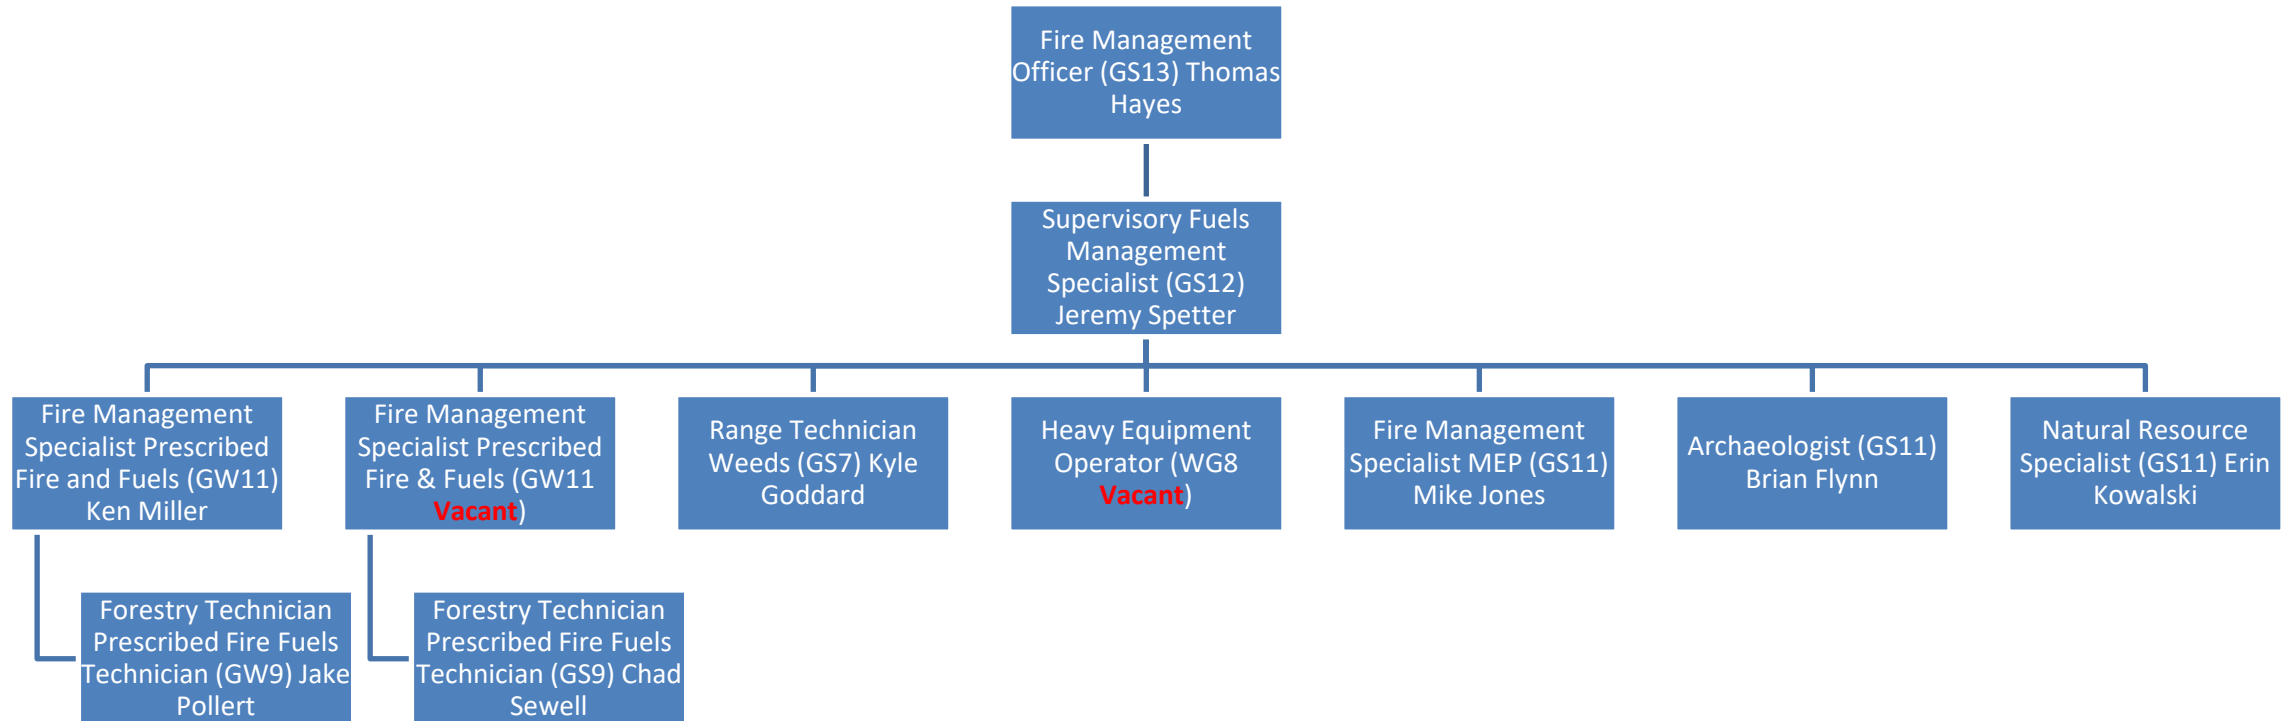 Fire Management
Officer (GS13) Thomas
Hayes
Supervisory Fuels
Management
Specialist (GS12)
Jeremy Spetter
Fire Management
Specialist Prescribed
Fire and Fuels (GW11)
Ken Miller
Fire Management
Specialist Prescribed
Fire & Fuels (GW11
Vacant)
Range Technician
Weeds (GS7) Kyle
Goddard
Heavy Equipment
Operator (WG8
Vacant)
Fire Management
Specialist MEP (GS11)
Mike Jones
Archaeologist (GS11)
Brian Flynn
Natural Resource
Specialist (GS11) Erin
Kowalski
Forestry Technician
Prescribed Fire Fuels
Technician (GW9) Jake
Pollert
Forestry Technician
Prescribed Fire Fuels
Technician (GS9) Chad
Sewell